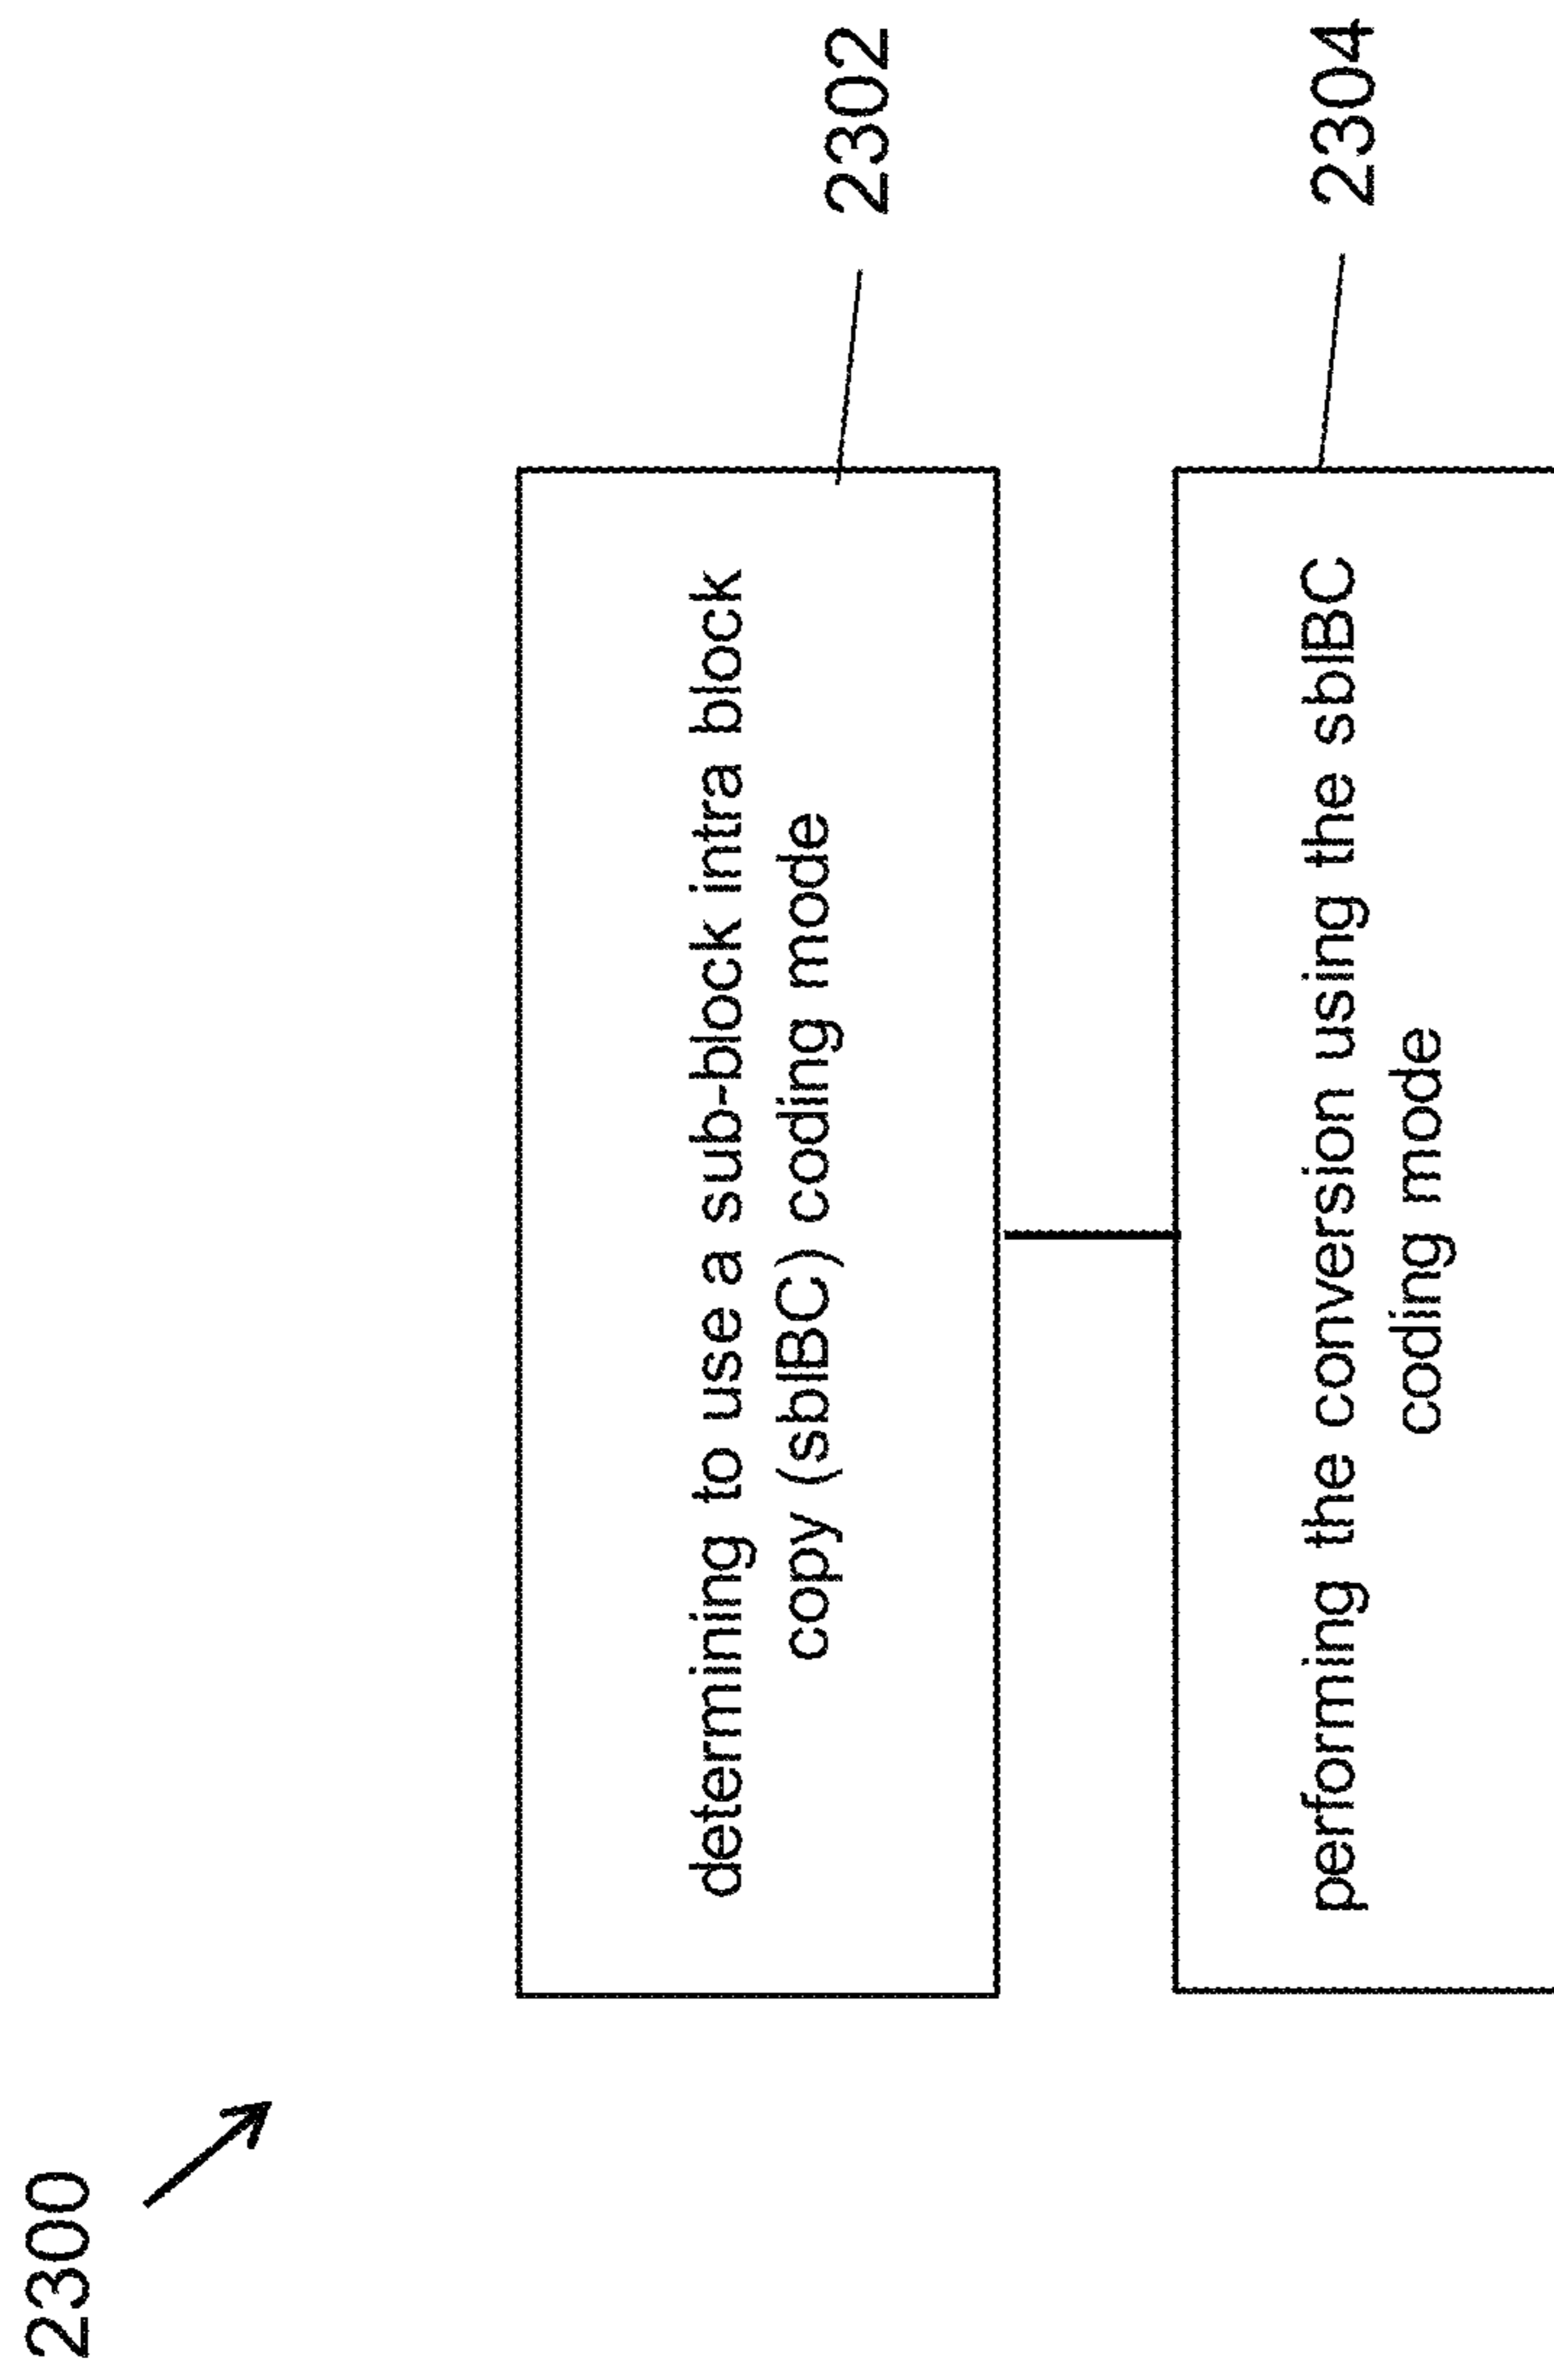 2300
determining to use a sub-block intra block
copy (sbIBC) coding mode
2302
performing the conversion using the sbIBC
coding mode
2304